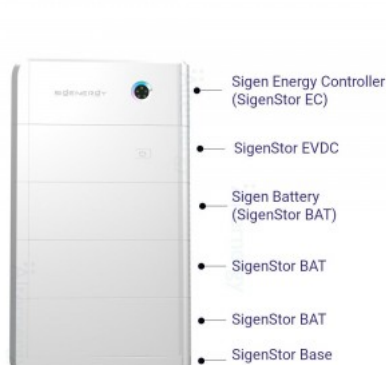 SIGENERGY
Sigen Energy Controller
(SigenStor EC)
SigenStor EVDC
Sigen Battery
(SigenStor BAT)
SigenStor BAT
SigenStor BAT
SigenStor Base